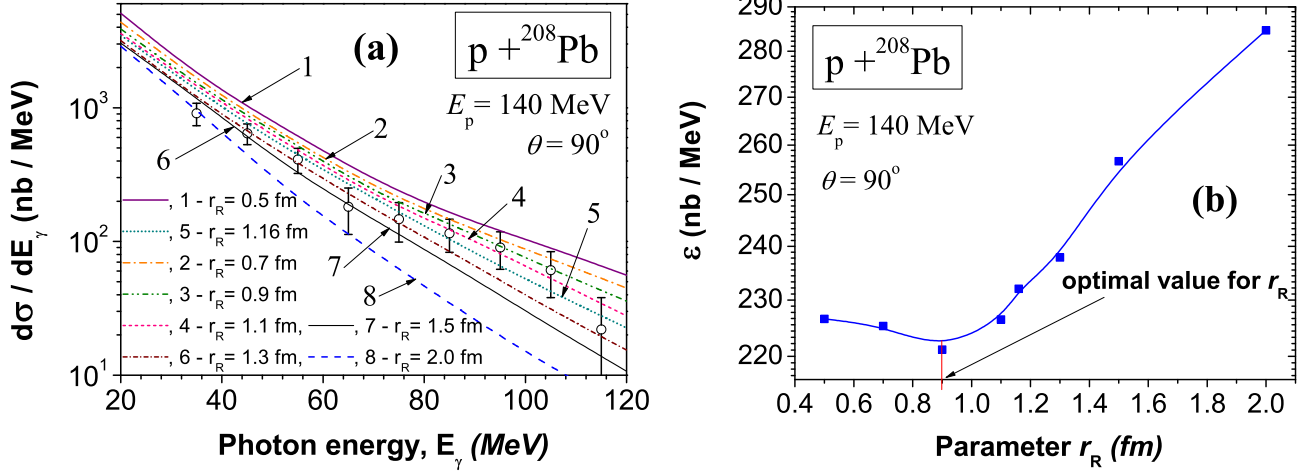 (a)
p + ²⁰⁸Pb
E_p = 140 MeV
θ = 90°
1
2
3
4
5
6
7
8
, 1 - r_R = 0.5 fm
, 5 - r_R = 1.16 fm
, 2 - r_R = 0.7 fm
, 3 - r_R = 0.9 fm
, 4 - r_R = 1.1 fm, , 7 - r_R = 1.5 fm
, 6 - r_R = 1.3 fm, , 8 - r_R = 2.0 fm
10³
10²
10¹
20 40 60 80 100 120
Photon energy, E_γ (MeV)
dσ / dE_γ (nb / MeV)
290
280
270
260
250
240
230
220
ε (nb / MeV)
p + ²⁰⁸Pb
E_p = 140 MeV
θ = 90°
(b)
optimal value for r_R
0.4 0.6 0.8 1.0 1.2 1.4 1.6 1.8 2.0
Parameter r_R (fm)